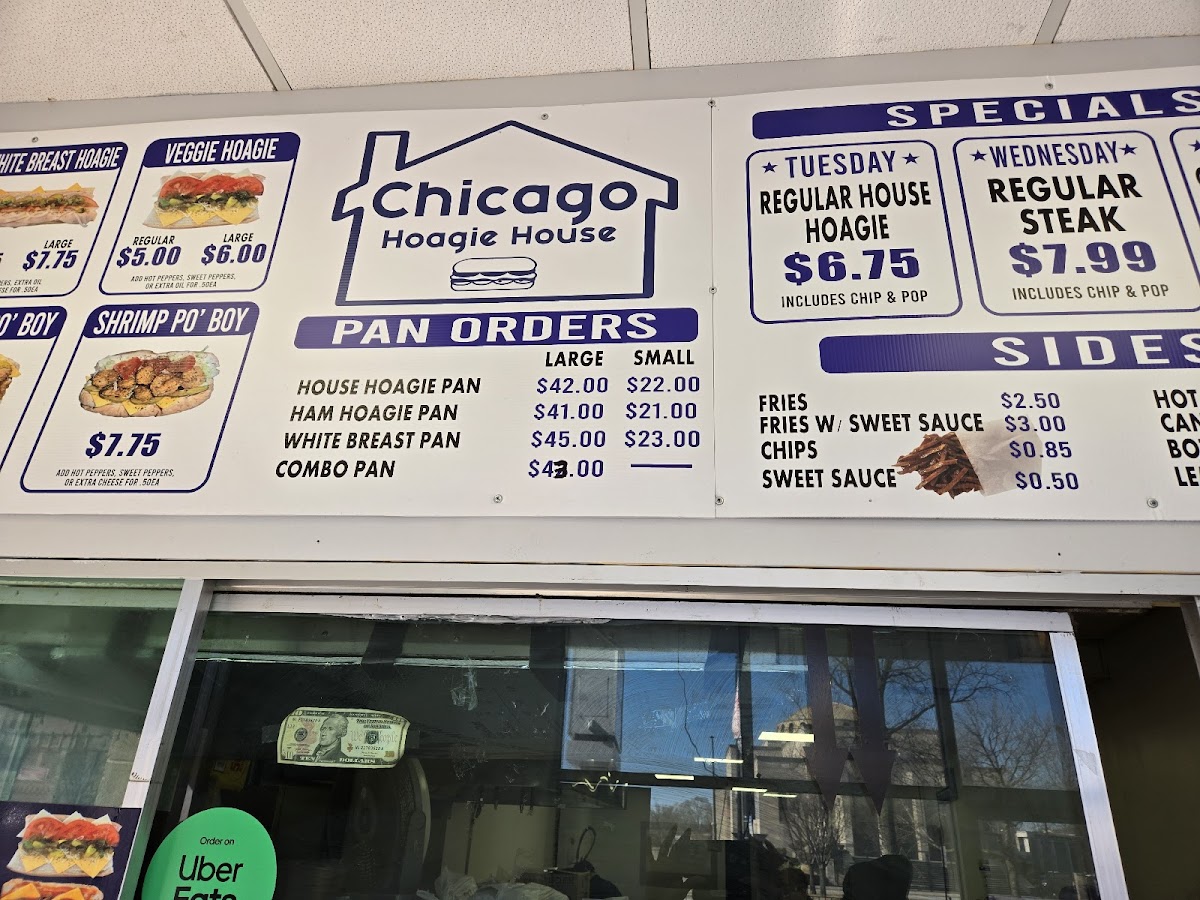 HITE BREAST HOAGIE
LARGE
$7.75
VEGGIE HOAGIE
REGULAR LARGE
$5.00 $6.00
ADD HOT PEPPERS, SWEET PEPPERS,
OR EXTRA OIL FOR .50EA
O' BOY
SHRIMP PO' BOY
$7.75
ADD HOT PEPPERS, SWEET PEPPERS,
OR EXTRA CHEESE FOR .50EA
Chicago
Hoagie House
PAN ORDERS
LARGE SMALL
HOUSE HOAGIE PAN $42.00 $22.00
HAM HOAGIE PAN $41.00 $21.00
WHITE BREAST PAN $45.00 $23.00
COMBO PAN $43.00
SPECIALS
TUESDAY
REGULAR HOUSE
HOAGIE
$6.75
INCLUDES CHIP & POP
WEDNESDAY
REGULAR
STEAK
$7.99
INCLUDES CHIP & POP
SIDES
FRIES $2.50
FRIES W/ SWEET SAUCE $3.00
CHIPS $0.85
SWEET SAUCE $0.50
HOT
CAN
BO
LE
TEN DOLLARS
Order on
Uber
Eats